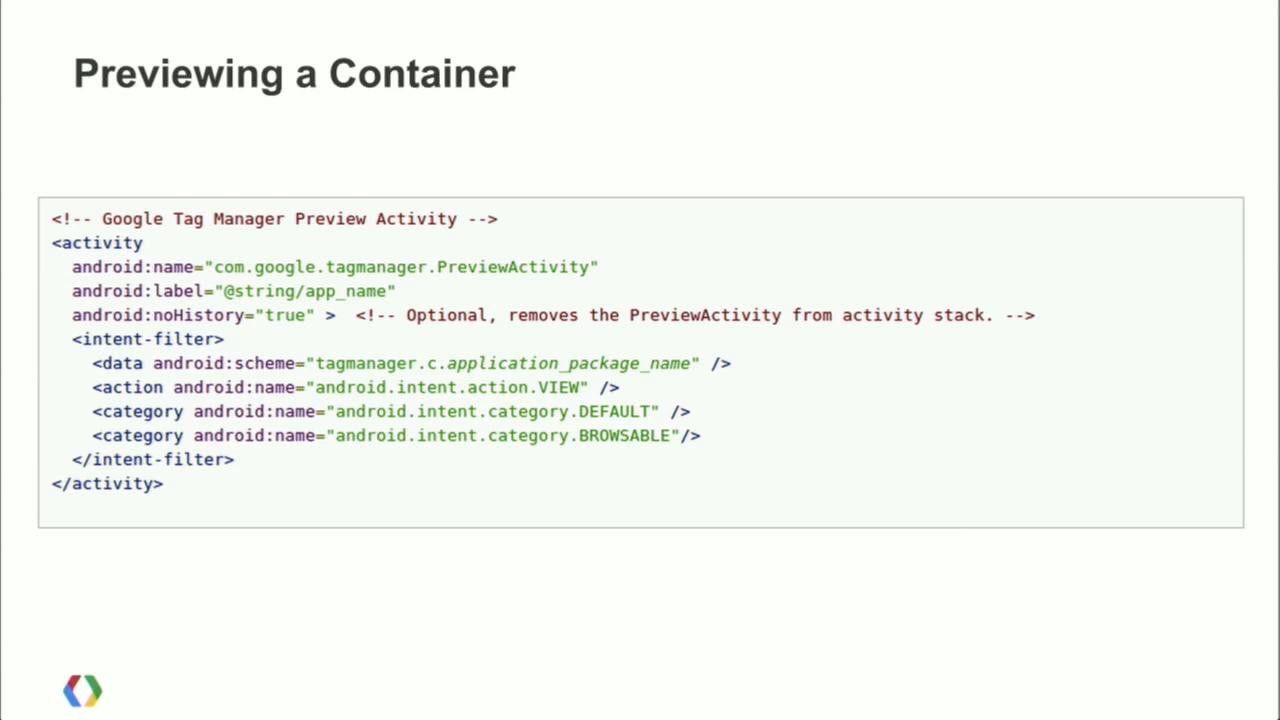 Previewing a Container
<!-- Google Tag Manager Preview Activity -->
<activity
  android:name="com.google.tagmanager.PreviewActivity"
  android:label="@string/app_name"
  android:noHistory="true" >  <!-- Optional, removes the PreviewActivity from activity stack. -->
  <intent-filter>
    <data android:scheme="tagmanager.c.application_package_name" />
    <action android:name="android.intent.action.VIEW" />
    <category android:name="android.intent.category.DEFAULT" />
    <category android:name="android.intent.category.BROWSABLE"/>
  </intent-filter>
</activity>